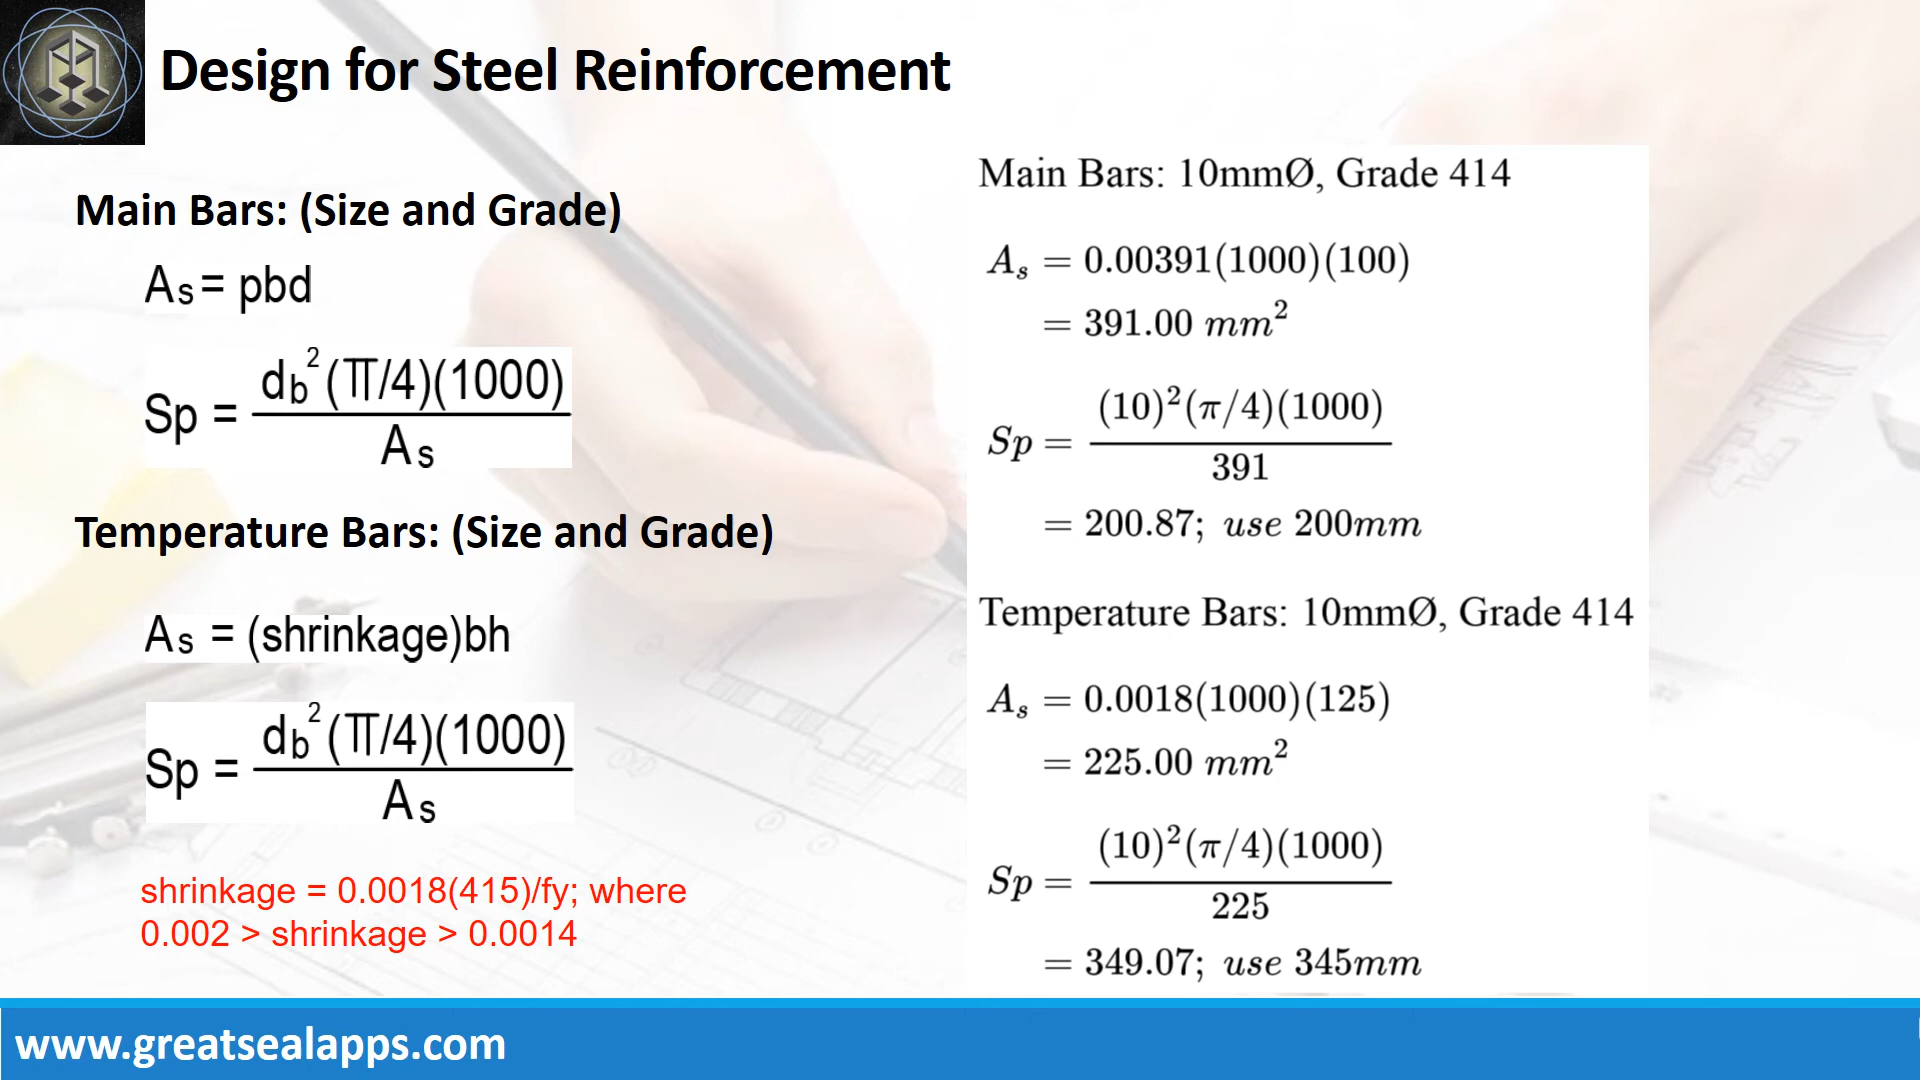 Design for Steel Reinforcement
Main Bars: (Size and Grade)
As = pbd
Sp = db²(π/4)(1000) / As
Temperature Bars: (Size and Grade)
As = (shrinkage)bh
Sp = db²(π/4)(1000) / As
shrinkage = 0.0018(415)/fy; where
0.002 > shrinkage > 0.0014
Main Bars: 10mmØ, Grade 414
As = 0.00391(1000)(100)
= 391.00 mm²
Sp = (10)²(π/4)(1000) / 391
= 200.87; use 200mm
Temperature Bars: 10mmØ, Grade 414
As = 0.0018(1000)(125)
= 225.00 mm²
Sp = (10)²(π/4)(1000) / 225
= 349.07; use 345mm
www.greatsealapps.com